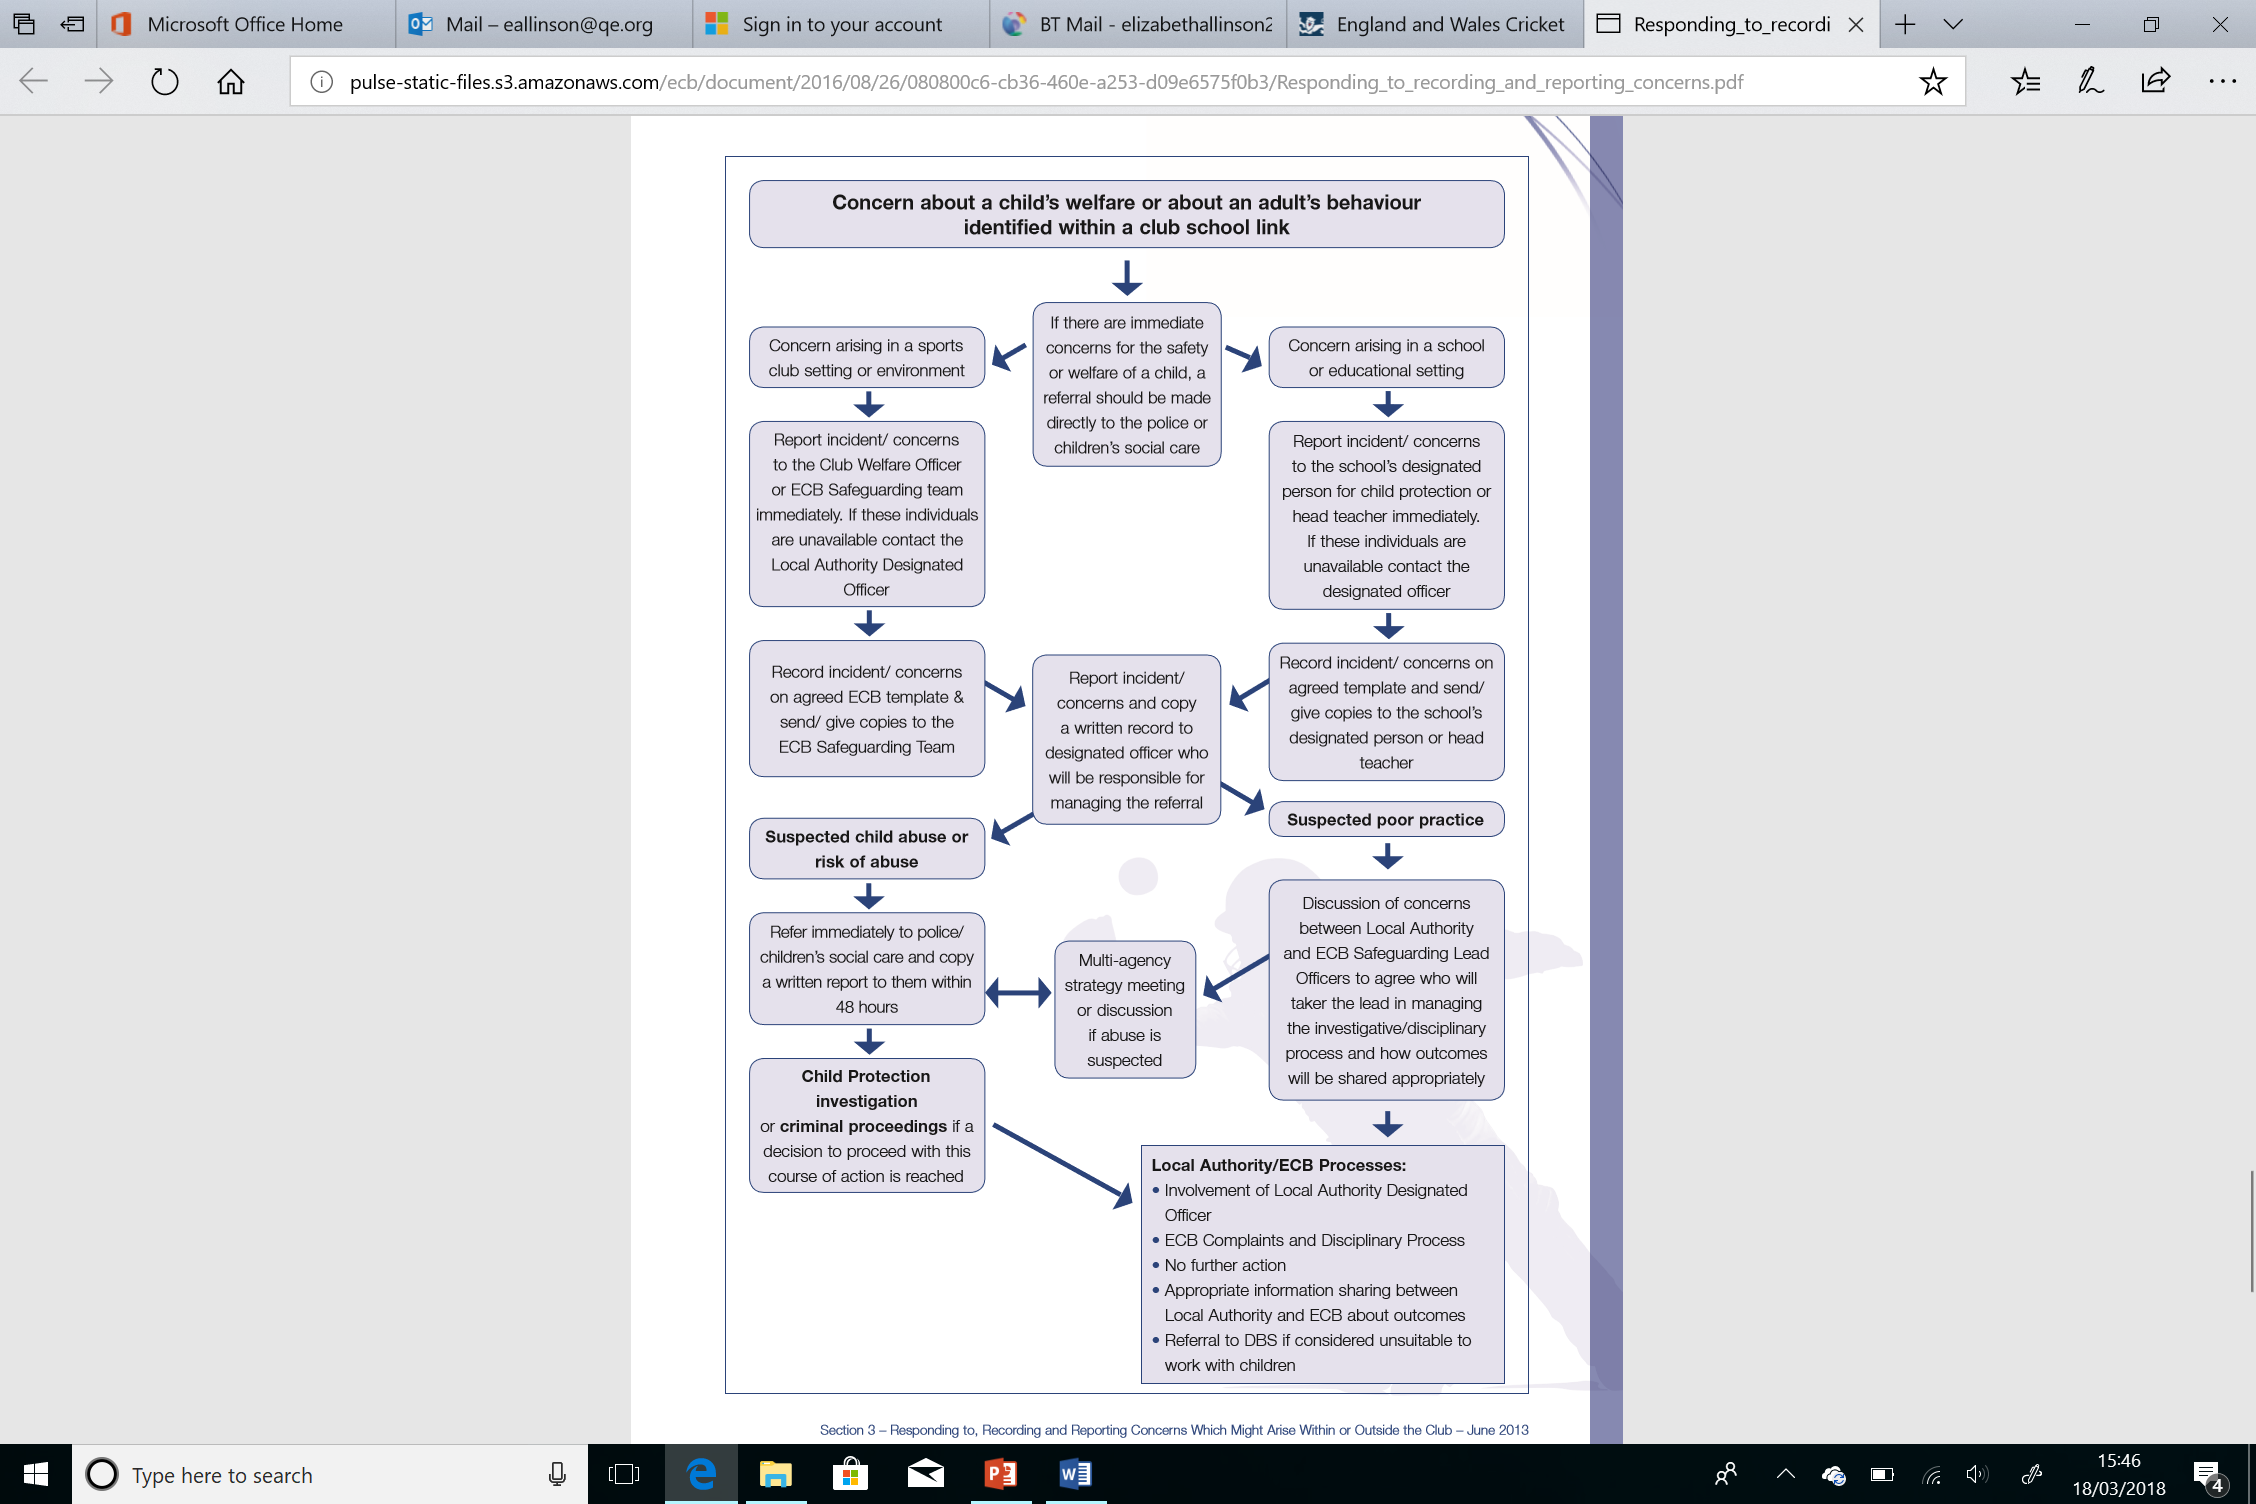 Microsoft Office Home
Mail – eallinson@qe.org
Sign in to your account
BT Mail - elizabethallinson2
England and Wales Cricket
Responding_to_recordi
pulse-static-files.s3.amazonaws.com/ecb/document/2016/08/26/080800c6-cb36-460e-a253-d09e6575f0b3/Responding_to_recording_and_reporting_concerns.pdf
Concern about a child's welfare or about an adult's behaviour
identified within a club school link
If there are immediate
concerns for the safety
or welfare of a child, a
referral should be made
directly to the police or
children's social care
Concern arising in a sports
club setting or environment
Concern arising in a school
or educational setting
Report incident/ concerns
to the Club Welfare Officer
or ECB Safeguarding team
immediately. If these individuals
are unavailable contact the
Local Authority Designated
Officer
Report incident/ concerns
to the school's designated
person for child protection or
head teacher immediately.
If these individuals are
unavailable contact the
designated officer
Record incident/ concerns
on agreed ECB template &
send/ give copies to the
ECB Safeguarding Team
Report incident/
concerns and copy
a written record to
designated officer who
will be responsible for
managing the referral
Record incident/ concerns on
agreed template and send/
give copies to the school's
designated person or head
teacher
Suspected child abuse or
risk of abuse
Suspected poor practice
Refer immediately to police/
children's social care and copy
a written report to them within
48 hours
Multi-agency
strategy meeting
or discussion
if abuse is
suspected
Discussion of concerns
between Local Authority
and ECB Safeguarding Lead
Officers to agree who will
taker the lead in managing
the investigative/disciplinary
process and how outcomes
will be shared appropriately
Child Protection
investigation
or criminal proceedings if a
decision to proceed with this
course of action is reached
Local Authority/ECB Processes:
• Involvement of Local Authority Designated
Officer
• ECB Complaints and Disciplinary Process
• No further action
• Appropriate information sharing between
Local Authority and ECB about outcomes
• Referral to DBS if considered unsuitable to
work with children
Section 3 – Responding to, Recording and Reporting Concerns Which Might Arise Within or Outside the Club – June 2013
Type here to search
15:46
18/03/2018
4